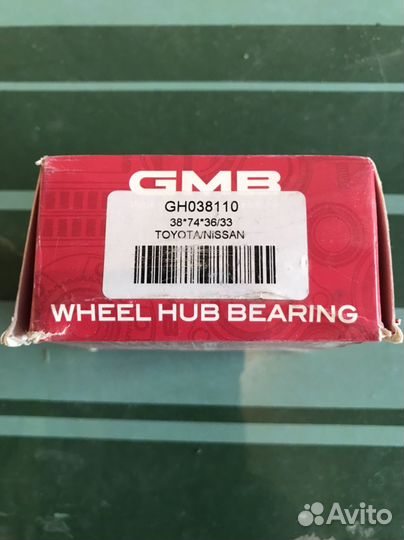 GMB
GH038110
38*74*36/33
TOYOTA/NISSAN
WHEEL HUB BEARING
Avito